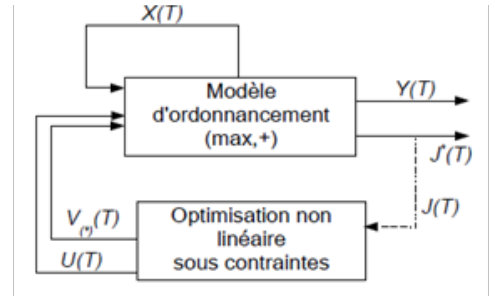 X(T)
Modèle
d'ordonnancement
(max,+)
Y(T)
J*(T)
J(T)
V(*)(T)
U(T)
Optimisation non
linéaire
sous contraintes